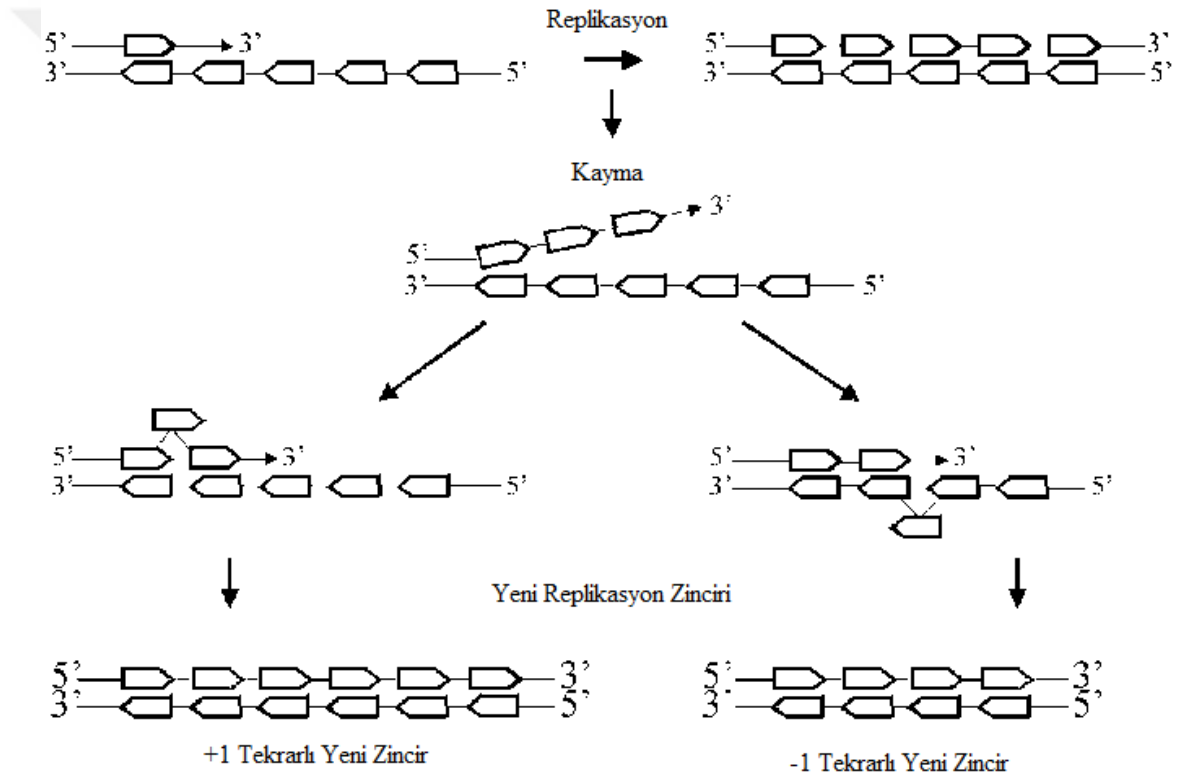 Replikasyon
5’ 3’ 5’ 3’
3’ 5’ 3’ 5’
Kayma
3’
5’
3’ 5’
5’ 3’ 5’ 3’
3’ 5’ 3’ 5’
Yeni Replikasyon Zinciri
5’ 3’ 5’ 3’
3’ 5’ 3’ 5’
+1 Tekrarlı Yeni Zincir -1 Tekrarlı Yeni Zincir